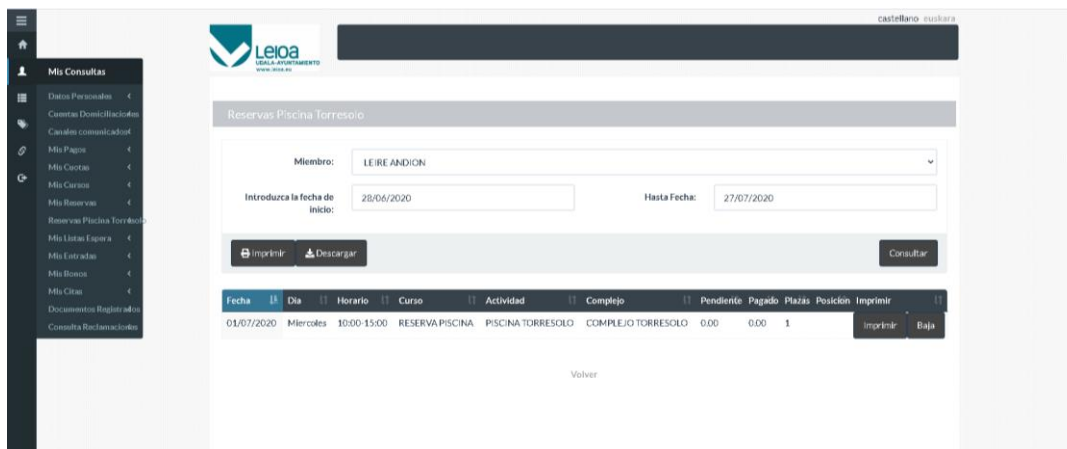 castellano euskara
Leioa
UDALA-AYUNTAMIENTO
www.leioa.eu
Mis Consultas
Datos Personales
Cuentas Domiciliaciones
Canales comunicados
Mis Pagos
Mis Cuotas
Mis Cursos
Mis Reservas
Reservas Piscina Torresolo
Mis Listas Espera
Mis Entradas
Mis Bonos
Mis Citas
Documentos Registrados
Consulta Reclamaciones
Reservas Piscina Torresolo
Miembro: LEIRE ANDION
Introduzca la fecha de inicio: 28/06/2020 Hasta Fecha: 27/07/2020
Imprimir Descargar Consultar
Fecha Dia Horario Curso Actividad Complejo Pendiente Pagado Plazas Posicion Imprimir
01/07/2020 Miercoles 10:00-15:00 RESERVA PISCINA PISCINA TORRESOLO COMPLEJO TORRESOLO 0.00 0.00 1 Imprimir Baja
Volver